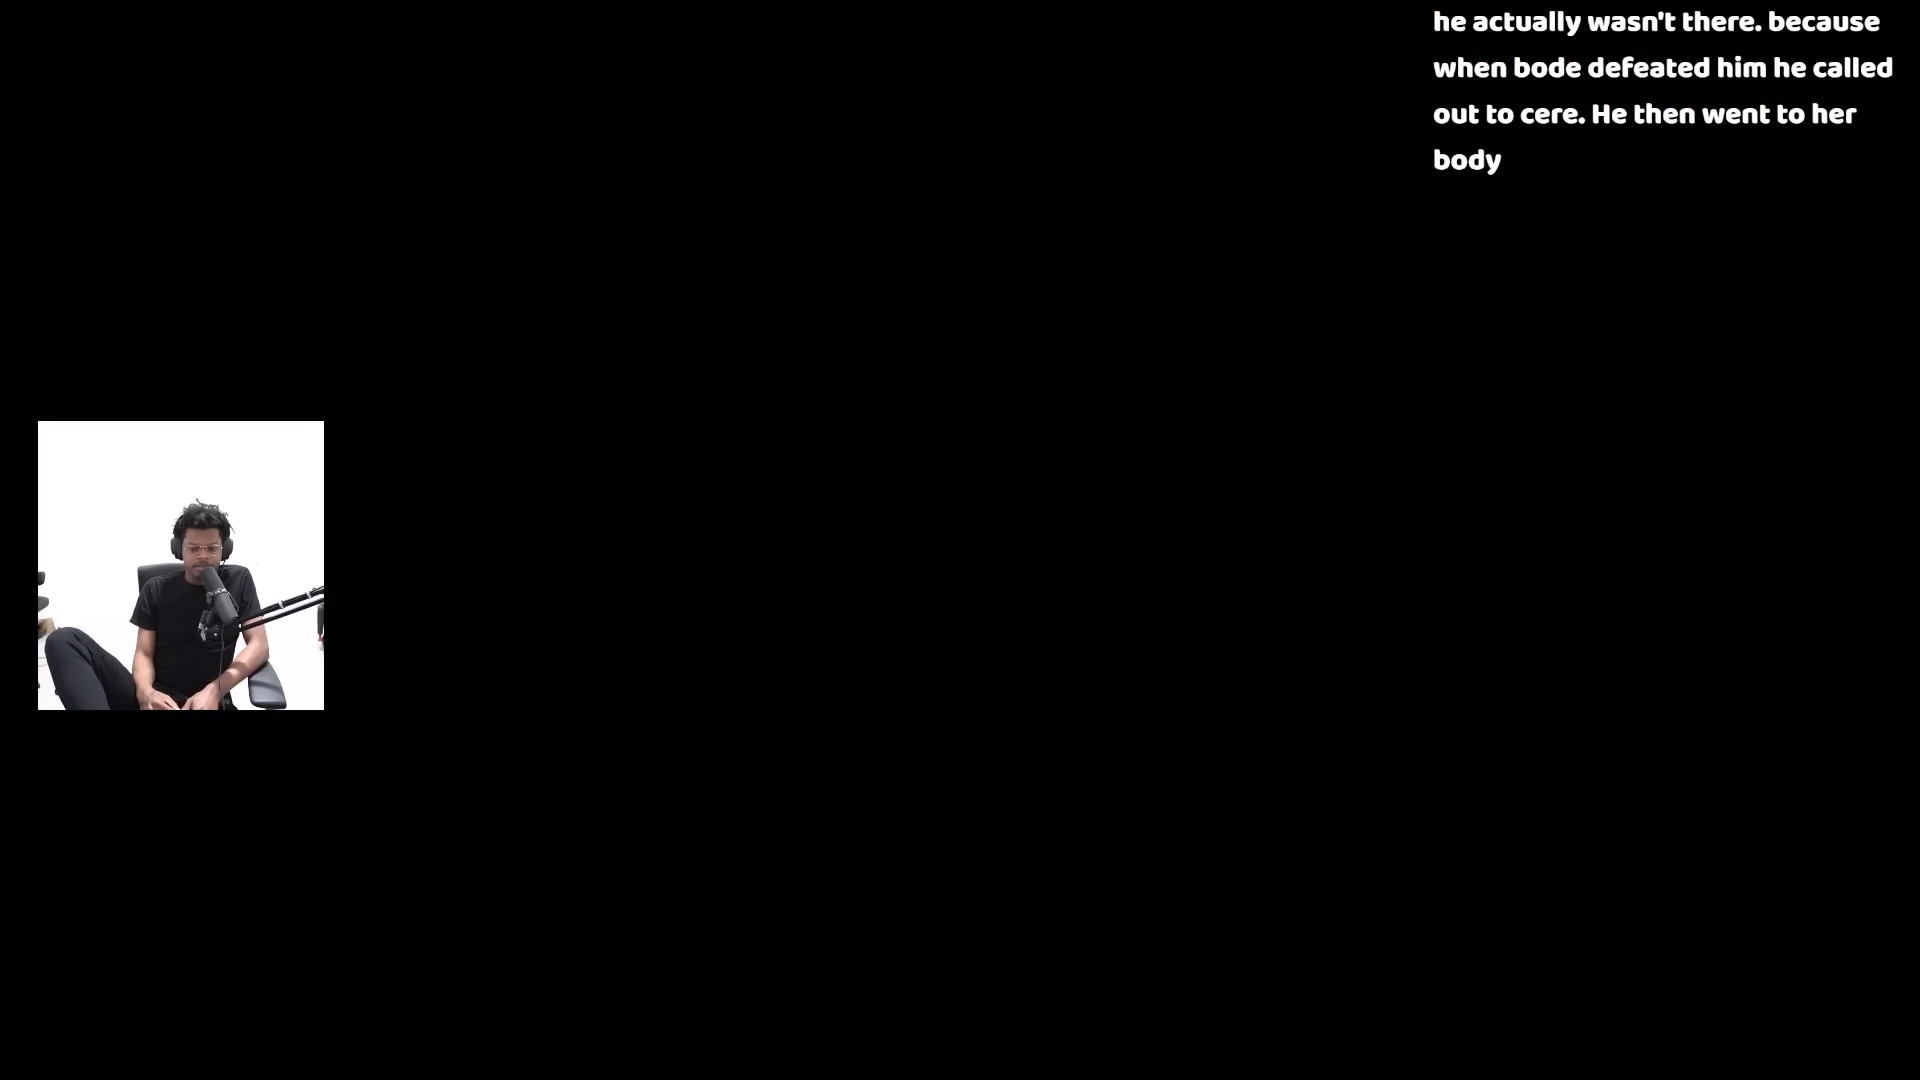 he actually wasn't there. because
when bode defeated him he called
out to cere. He then went to her
body